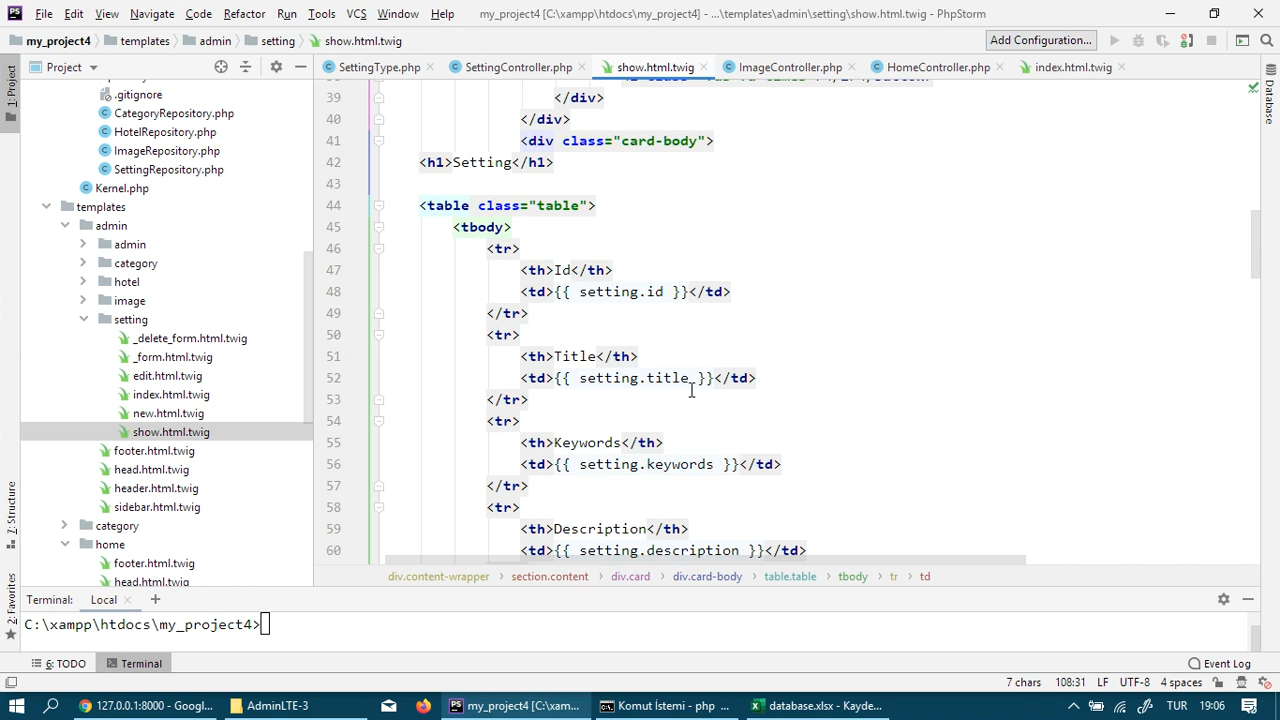 File Edit View Navigate Code Refactor Run Tools VCS Window Help my_project4 [C:\xampp\htdocs\my_project4] - ...\templates\admin\setting\show.html.twig - PhpStorm
my_project4 templates admin setting show.html.twig Add Configuration...
Project SettingType.php SettingController.php show.html.twig ImageController.php HomeController.php index.html.twig
1: Project
Database
.gitignore
CategoryRepository.php
HotelRepository.php
ImageRepository.php
SettingRepository.php
Kernel.php
templates
admin
admin
category
hotel
image
setting
_delete_form.html.twig
_form.html.twig
edit.html.twig
index.html.twig
new.html.twig
show.html.twig
footer.html.twig
head.html.twig
header.html.twig
sidebar.html.twig
category
home
footer.html.twig
head.html.twig
39 </div>
40 </div>
41 <div class="card-body">
42 <h1>Setting</h1>
43
44 <table class="table">
45 <tbody>
46 <tr>
47 <th>Id</th>
48 <td>{{ setting.id }}</td>
49 </tr>
50 <tr>
51 <th>Title</th>
52 <td>{{ setting.title }}</td>
53 </tr>
54 <tr>
55 <th>Keywords</th>
56 <td>{{ setting.keywords }}</td>
57 </tr>
58 <tr>
59 <th>Description</th>
60 <td>{{ setting.description }}</td>
div.content-wrapper section.content div.card div.card-body table.table tbody tr td
7: Structure
2: Favorites
Terminal: Local +
C:\xampp\htdocs\my_project4>
6: TODO Terminal Event Log
7 chars 108:31 LF UTF-8 4 spaces
127.0.0.1:8000 - Googl... AdminLTE-3 my_project4 [C:\xam... Komut İstemi - php ... database.xlsx - Kayde... TUR 19:06